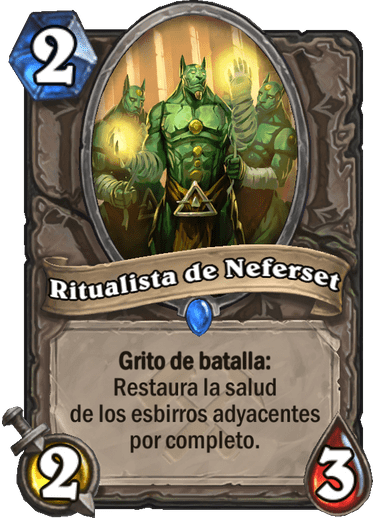 2
Ritualista de Neferset
Grito de batalla:
Restaura la salud
de los esbirros adyacentes
por completo.
2
3